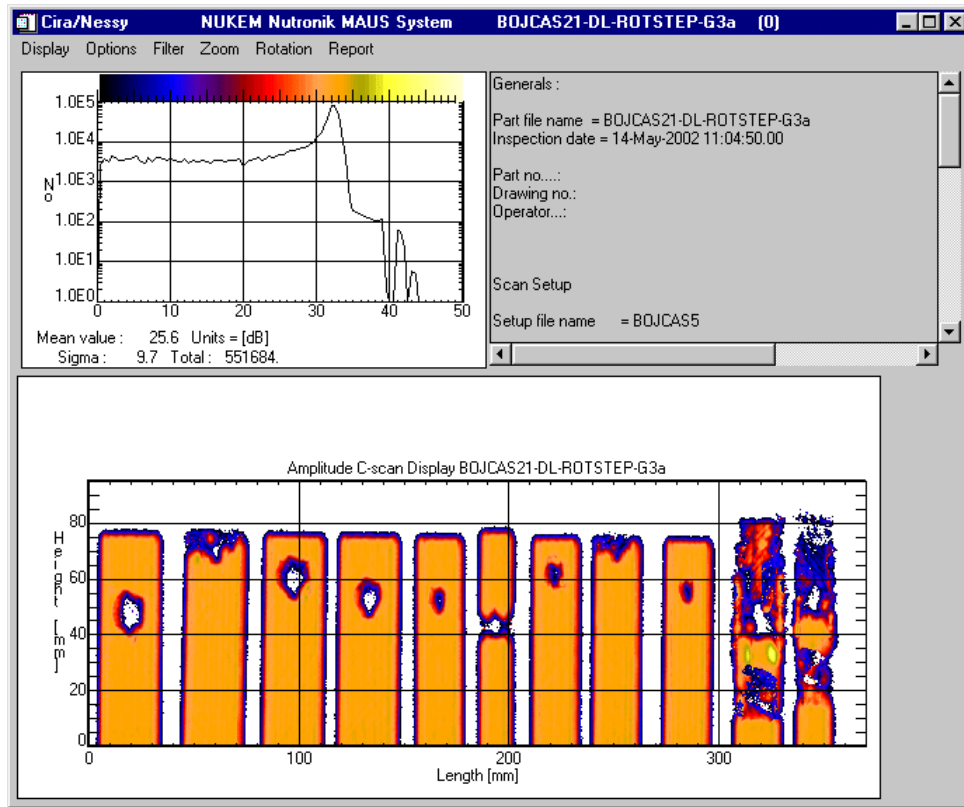 Cira/Nessy NUKEM Nutronik MAUS System BOJCAS21-DL-ROTSTEP-G3a (0)
Display Options Filter Zoom Rotation Report
1.0E5
1.0E4
1.0E3
1.0E2
1.0E1
1.0E0
No
0 10 20 30 40 50
Mean value : 25.6 Units = [dB]
Sigma : 9.7 Total : 551684.
Generals :
Part file name = BOJCAS21-DL-ROTSTEP-G3a
Inspection date = 14-May-2002 11:04:50.00
Part no....:
Drawing no.:
Operator...:
Scan Setup
Setup file name = BOJCAS5
Amplitude C-scan Display BOJCAS21-DL-ROTSTEP-G3a
Height [mm]
80
60
40
20
0
0 100 200 300
Length [mm]